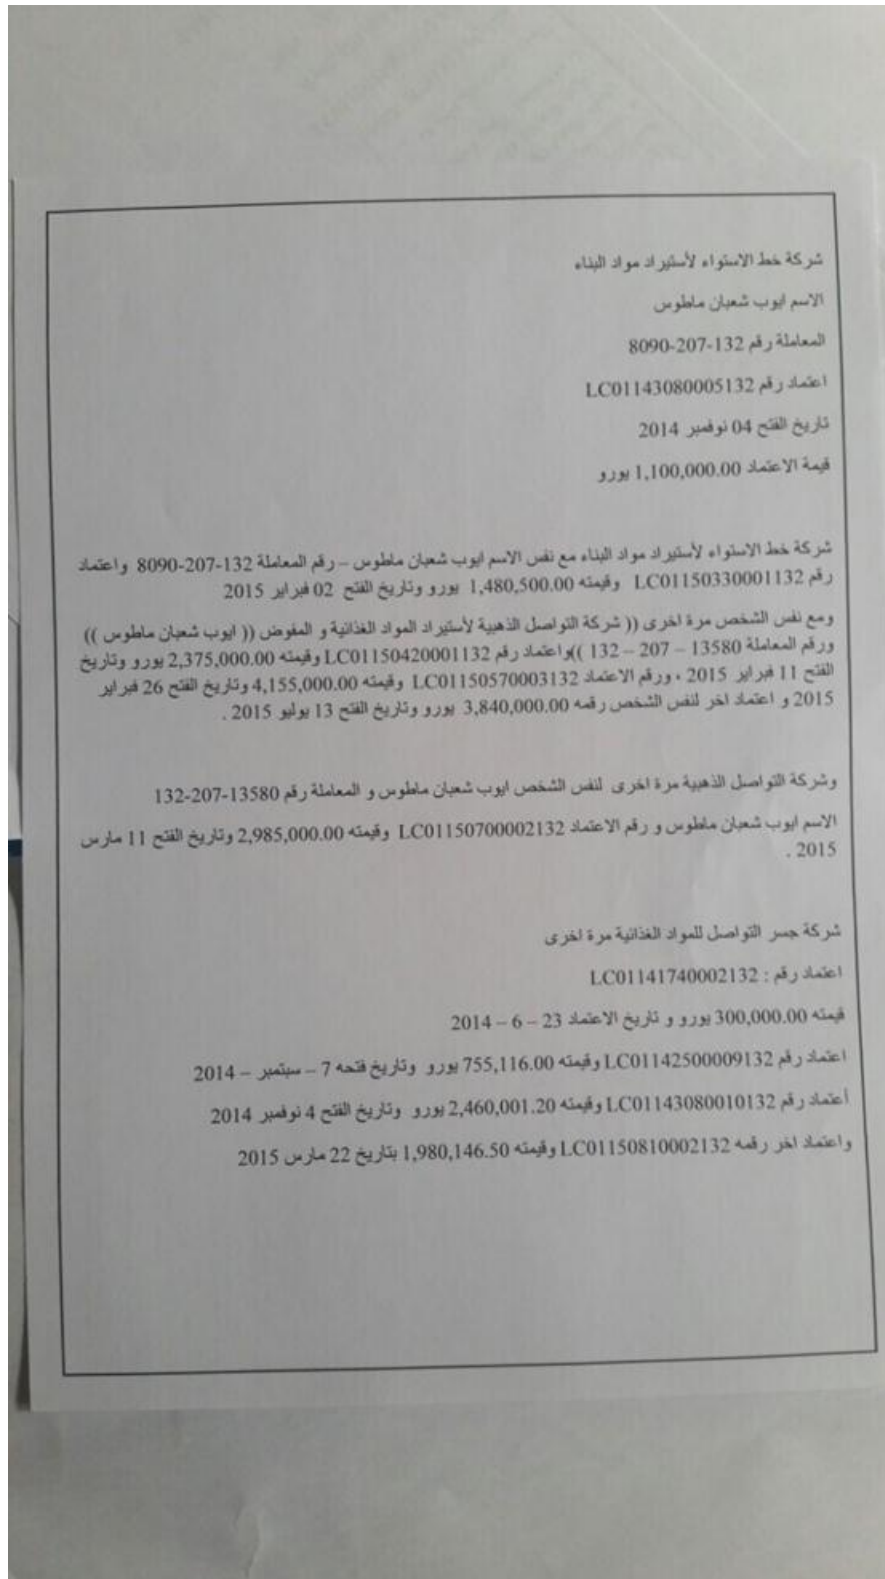 شركة خط الاستواء لأستيراد مواد البناء
الاسم ايوب شعبان ماطوس
المعاملة رقم 132-207-8090
اعتماد رقم LC01143080005132
تاريخ الفتح 04 نوفمبر 2014
قيمة الاعتماد 1,100,000.00 يورو
شركة خط الاستواء لأستيراد مواد البناء مع نفس الاسم ايوب شعبان ماطوس – رقم المعاملة 132-207-8090 واعتماد
رقم LC01150330001132 وقيمته 1,480,500.00 يورو وتاريخ الفتح 02 فبراير 2015
ومع نفس الشخص مرة اخرى (( شركة التواصل الذهبية لأستيراد المواد الغذائية و المفوض (( ايوب شعبان ماطوس ))
ورقم المعاملة 13580 – 207 – 132 ))واعتماد رقم LC01150420001132 وقيمته 2,375,000.00 يورو وتاريخ
الفتح 11 فبراير 2015 ، ورقم الاعتماد LC01150570003132 وقيمته 4,155,000.00 وتاريخ الفتح 26 فبراير
2015 و اعتماد اخر لنفس الشخص رقمه 3,840,000.00 يورو وتاريخ الفتح 13 يوليو 2015 .
وشركة التواصل الذهبية مرة اخرى لنفس الشخص ايوب شعبان ماطوس و المعاملة رقم 13580-207-132
الاسم ايوب شعبان ماطوس و رقم الاعتماد LC01150700002132 وقيمته 2,985,000.00 وتاريخ الفتح 11 مارس
2015 .
شركة جسر التواصل للمواد الغذائية مرة اخرى
اعتماد رقم : LC01141740002132
قيمته 300,000.00 يورو و تاريخ الاعتماد 23 – 6 – 2014
اعتماد رقم LC01142500009132 وقيمته 755,116.00 يورو وتاريخ فتحه 7 – سبتمبر – 2014
أعتماد رقم LC01143080010132 وقيمته 2,460,001.20 يورو وتاريخ الفتح 4 نوفمبر 2014
واعتماد اخر رقمه LC01150810002132 وقيمته 1,980,146.50 بتاريخ 22 مارس 2015